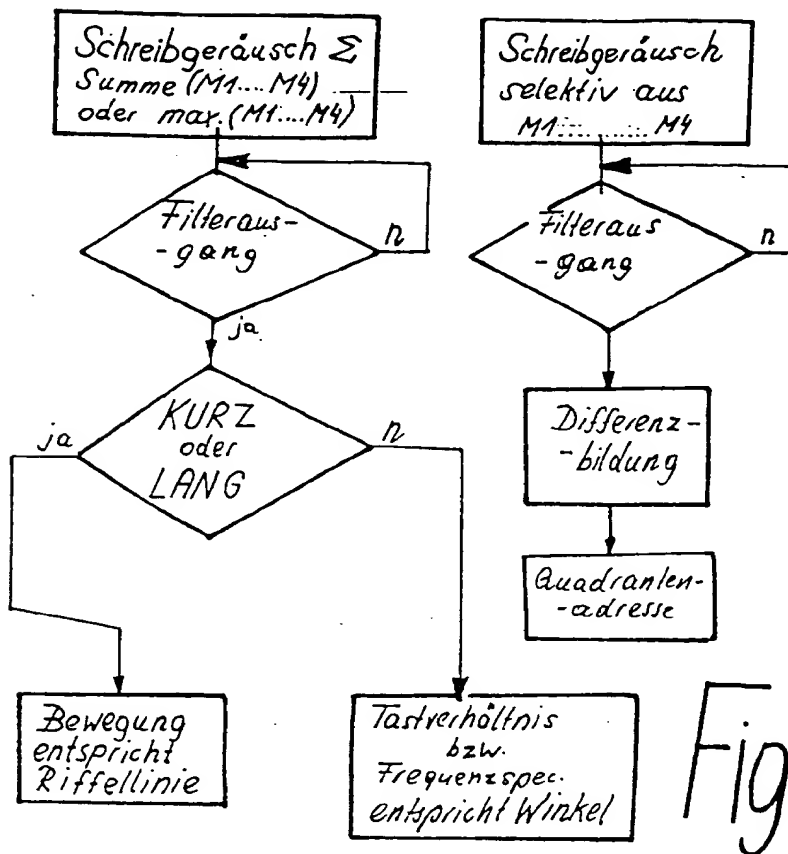 Schreibgeräusch Σ
Summe (M1....M4)
oder max.(M1....M4)
Filteraus-
-gang
n
ja
KURZ
oder
LANG
ja
n
Bewegung
entspricht
Riffellinie
Tastverhältnis
bzw.
Frequenzspec.
entspricht Winkel
Schreibgeräusch
selektiv aus
M1............M4
Filteraus
-gang
n
Differenz-
-bildung
Quadranten-
-adresse
Fig